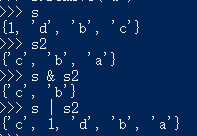 >>> s
{1, 'd', 'b', 'c'}
>>> s2
{'c', 'b', 'a'}
>>> s & s2
{'c', 'b'}
>>> s | s2
{'c', 1, 'd', 'b', 'a'}